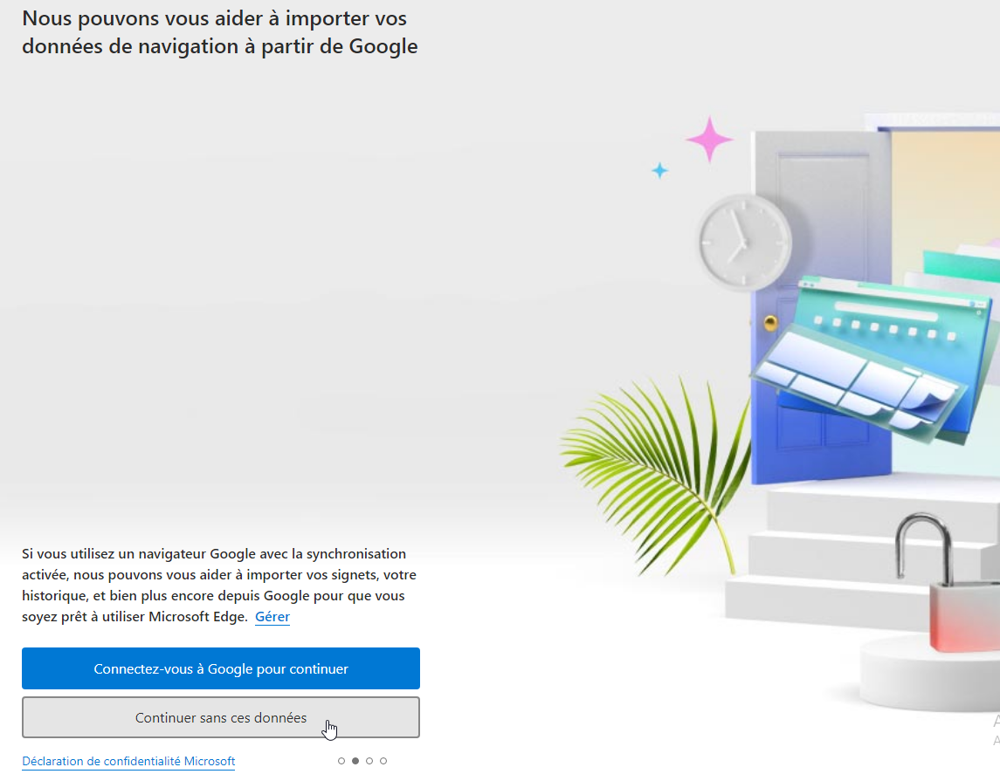 Nous pouvons vous aider à importer vos
données de navigation à partir de Google
Si vous utilisez un navigateur Google avec la synchronisation
activée, nous pouvons vous aider à importer vos signets, votre
historique, et bien plus encore depuis Google pour que vous
soyez prêt à utiliser Microsoft Edge. Gérer
Connectez-vous à Google pour continuer
Continuer sans ces données
Déclaration de confidentialité Microsoft